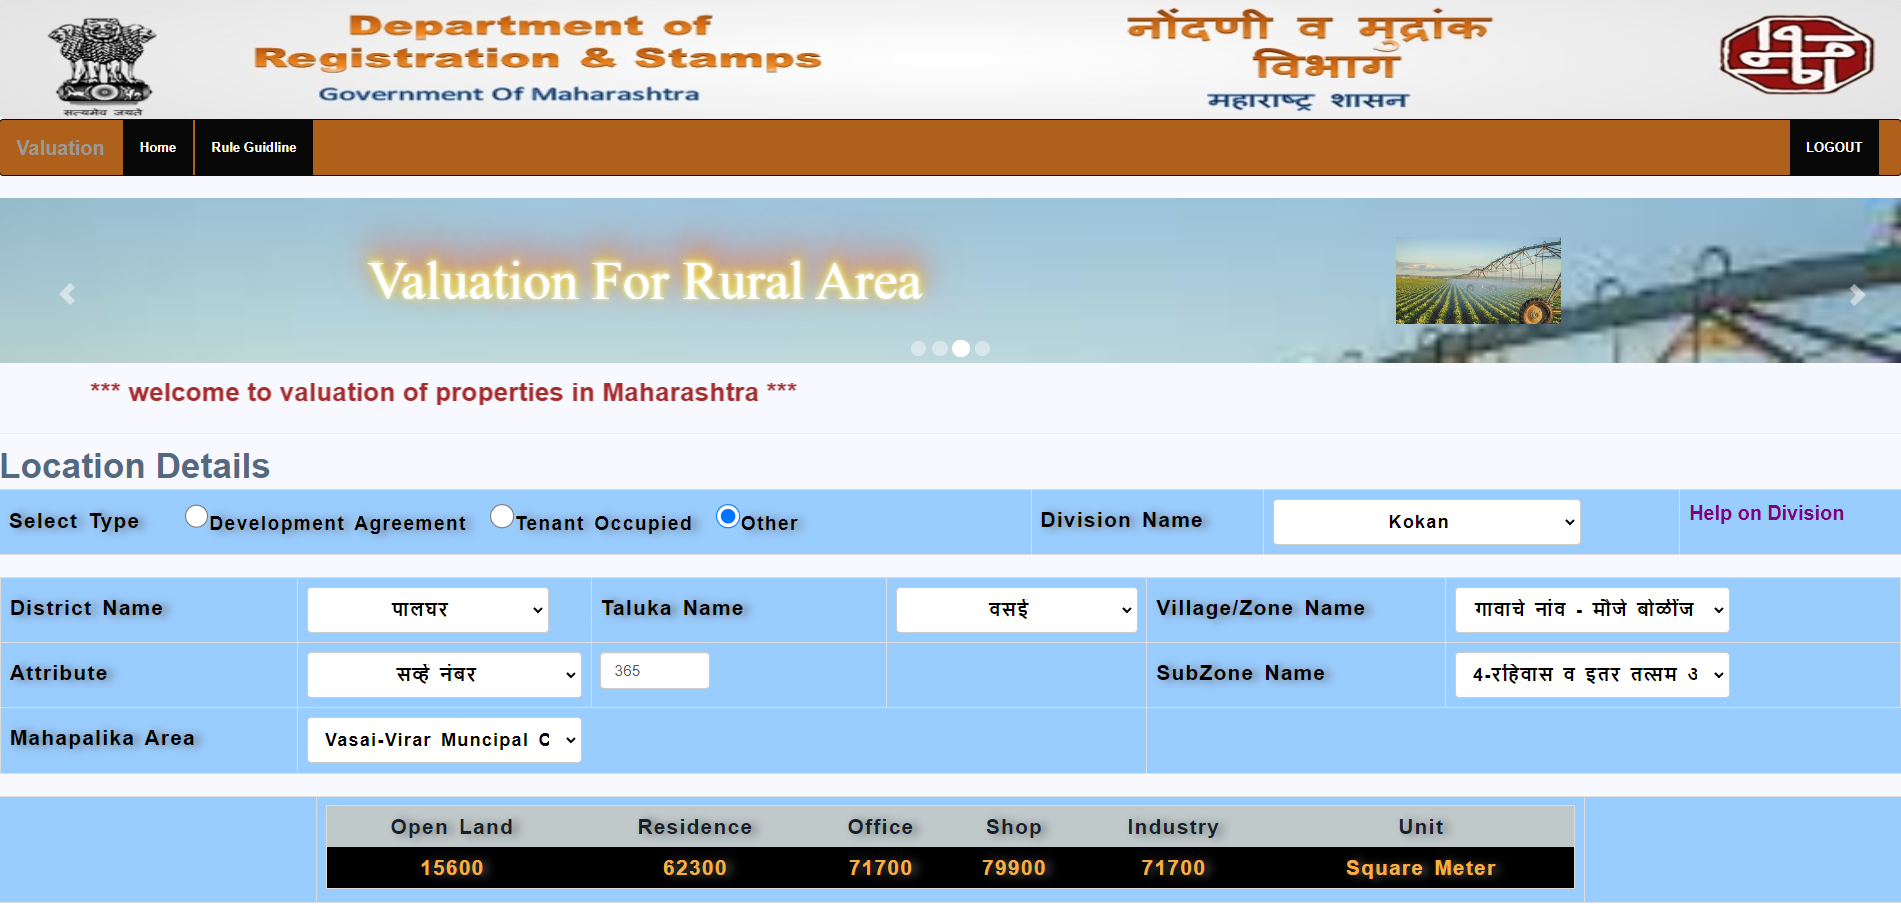 Department of
Registration & Stamps
Government Of Maharashtra
सत्यमेव जयते
नोंदणी व मुद्रांक
विभाग
महाराष्ट्र शासन
Valuation
Home
Rule Guidline
LOGOUT
Valuation For Rural Area
*** welcome to valuation of properties in Maharashtra ***
Location Details
Select Type Development Agreement Tenant Occupied Other Division Name Kokan Help on Division
District Name पालघर Taluka Name वसई Village/Zone Name गावाचे नांव - मौजे बोळींज
Attribute सर्व्हे नंबर 365 SubZone Name 4-रहिवास व इतर तत्सम
Mahapalika Area Vasai-Virar Muncipal C
Open Land Residence Office Shop Industry Unit
15600 62300 71700 79900 71700 Square Meter